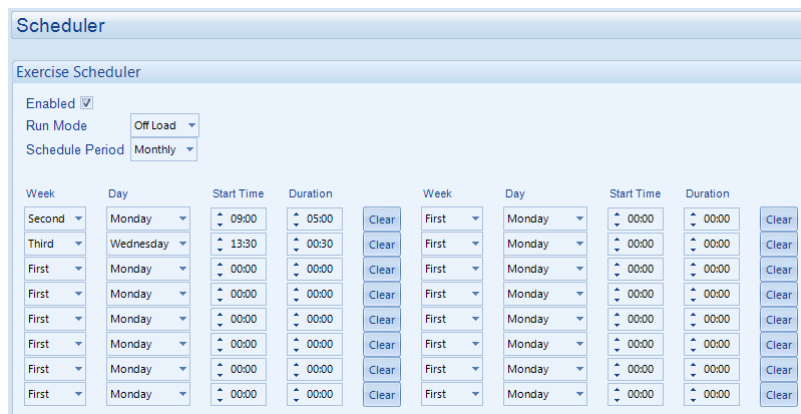 Scheduler
Exercise Scheduler
Enabled
Run Mode Off Load
Schedule Period Monthly
Week Day Start Time Duration Week Day Start Time Duration
Second Monday 09:00 05:00 Clear First Monday 00:00 00:00 Clear
Third Wednesday 13:30 00:30 Clear First Monday 00:00 00:00 Clear
First Monday 00:00 00:00 Clear First Monday 00:00 00:00 Clear
First Monday 00:00 00:00 Clear First Monday 00:00 00:00 Clear
First Monday 00:00 00:00 Clear First Monday 00:00 00:00 Clear
First Monday 00:00 00:00 Clear First Monday 00:00 00:00 Clear
First Monday 00:00 00:00 Clear First Monday 00:00 00:00 Clear
First Monday 00:00 00:00 Clear First Monday 00:00 00:00 Clear